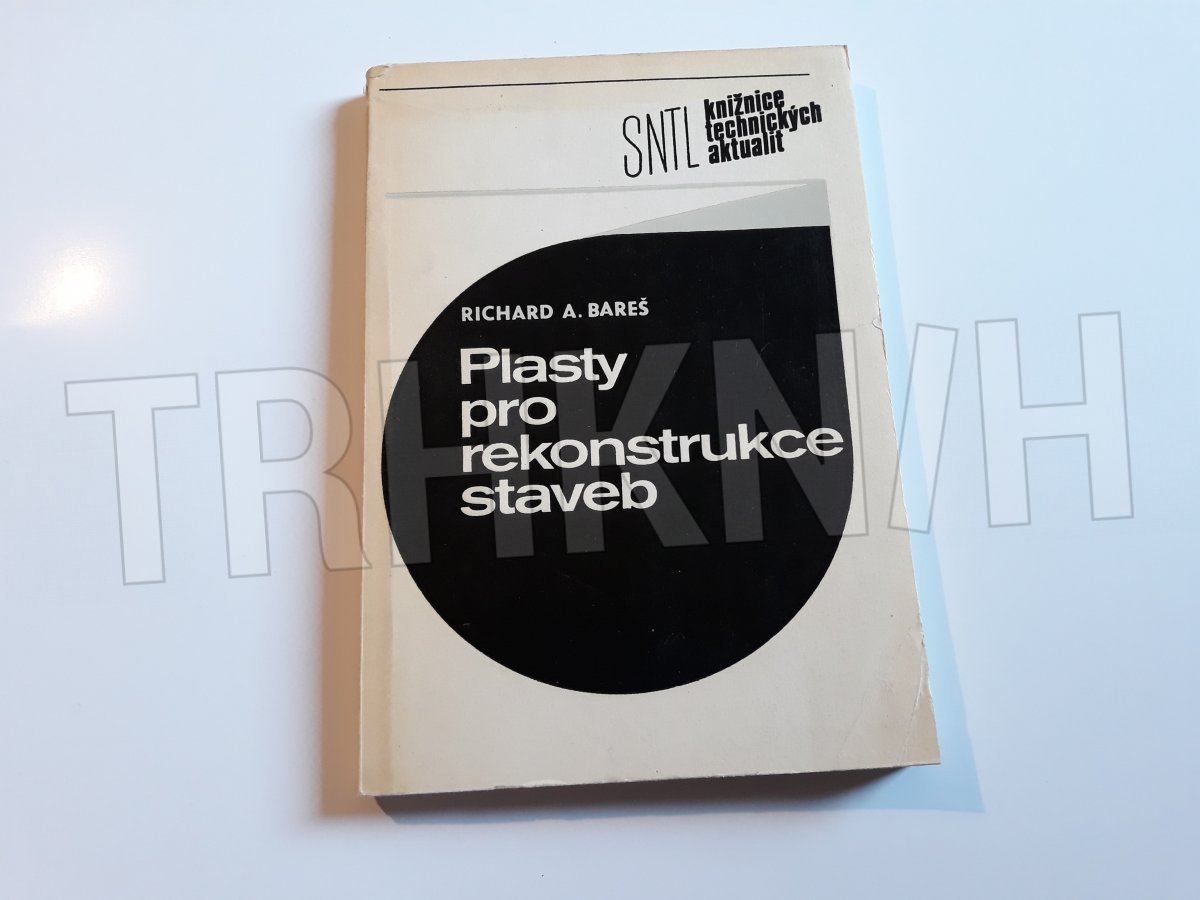 SNTL knižnice
technických
aktualit
RICHARD A. BAREŠ
Plasty
pro
rekonstrukce
staveb
TRHKNIH